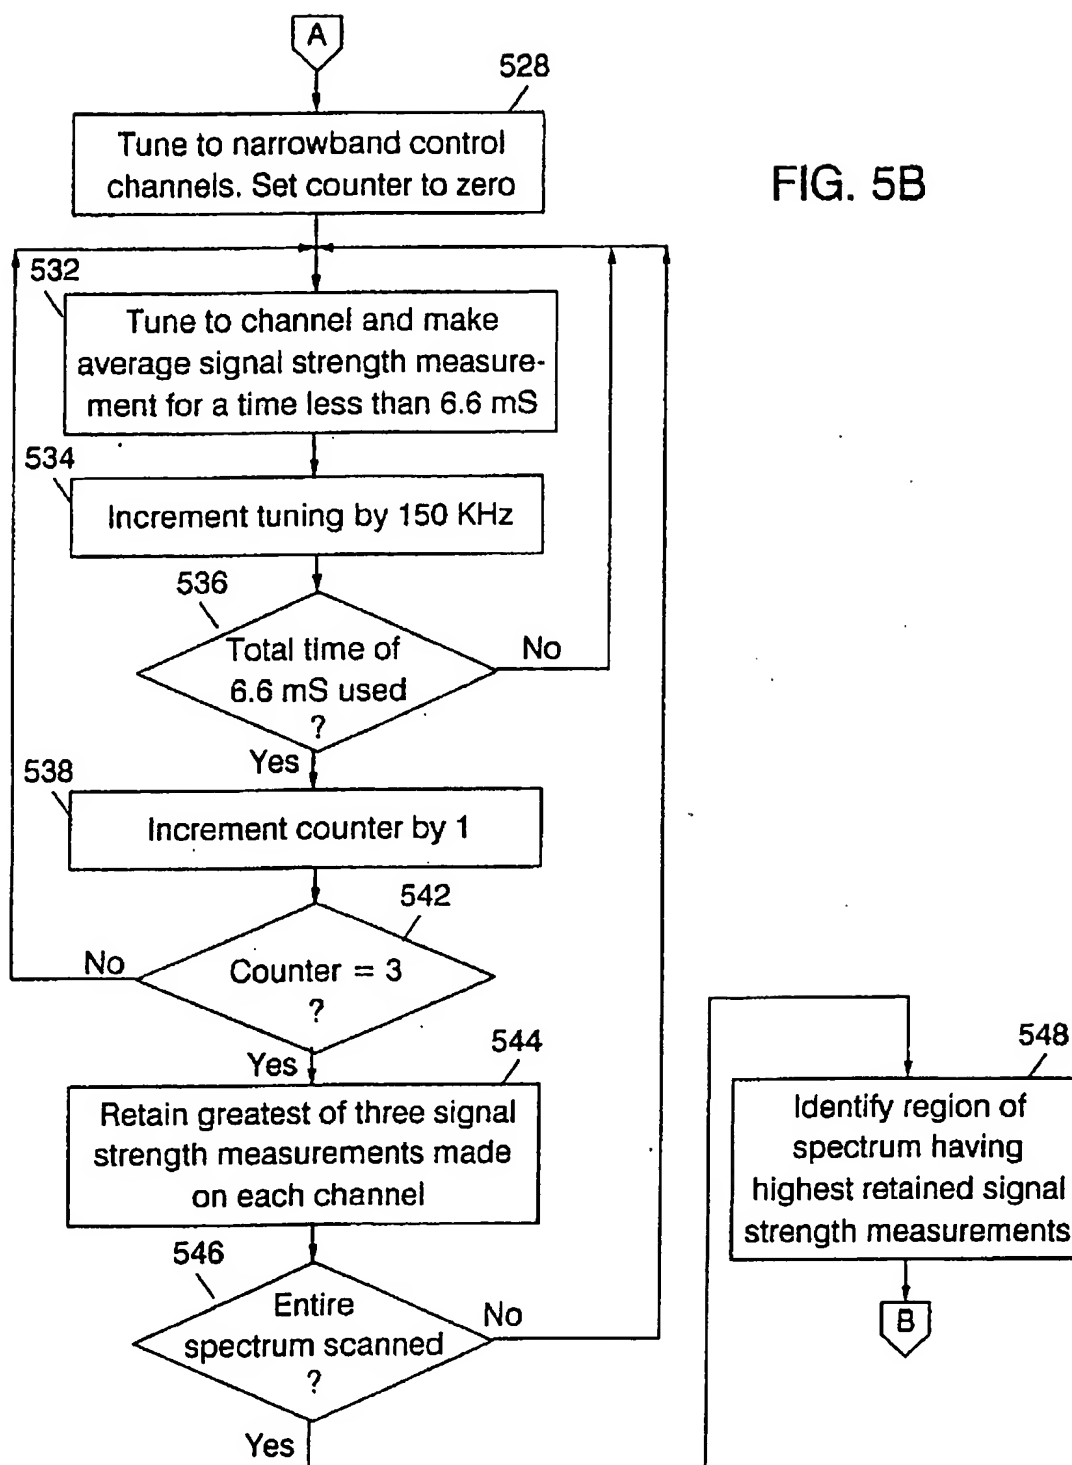 A
528
Tune to narrowband control
channels. Set counter to zero
FIG. 5B
532
Tune to channel and make
average signal strength measure-
ment for a time less than 6.6 mS
534
Increment tuning by 150 KHz
536
Total time of
6.6 mS used
?
No
Yes
538
Increment counter by 1
542
Counter = 3
?
No
Yes
544
Retain greatest of three signal
strength measurements made
on each channel
546
Entire
spectrum scanned
?
No
Yes
548
Identify region of
spectrum having
highest retained signal
strength measurements
B